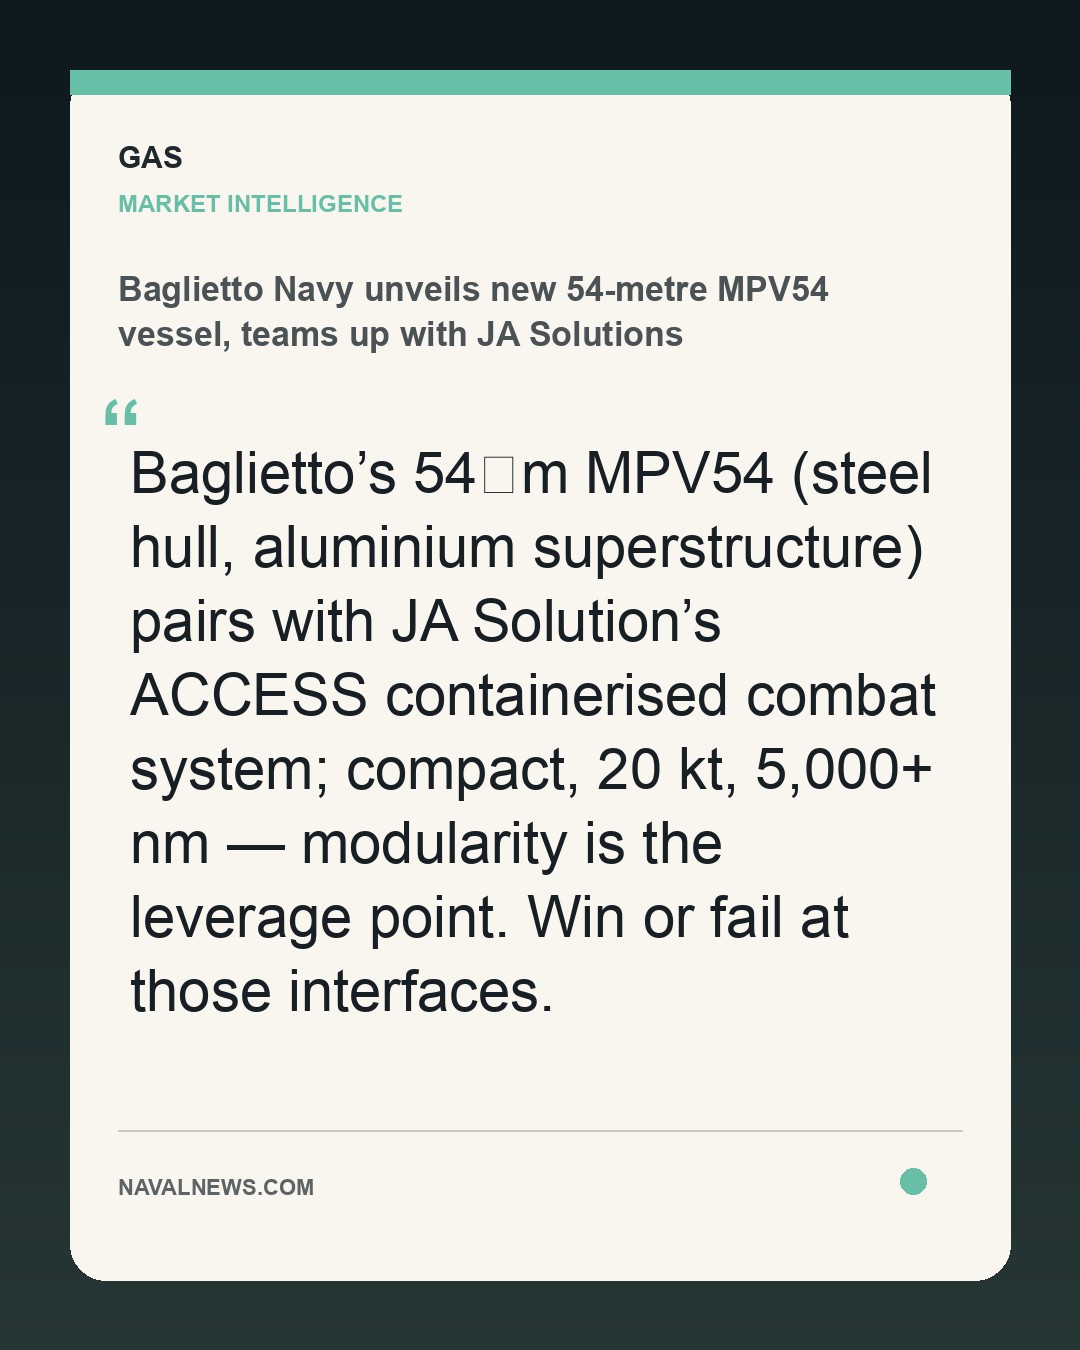 GAS
MARKET INTELLIGENCE
Baglietto Navy unveils new 54-metre MPV54
vessel, teams up with JA Solutions
“
Baglietto’s 54□m MPV54 (steel
hull, aluminium superstructure)
pairs with JA Solution’s
ACCESS containerised combat
system; compact, 20 kt, 5,000+
nm — modularity is the
leverage point. Win or fail at
those interfaces.
NAVALNEWS.COM